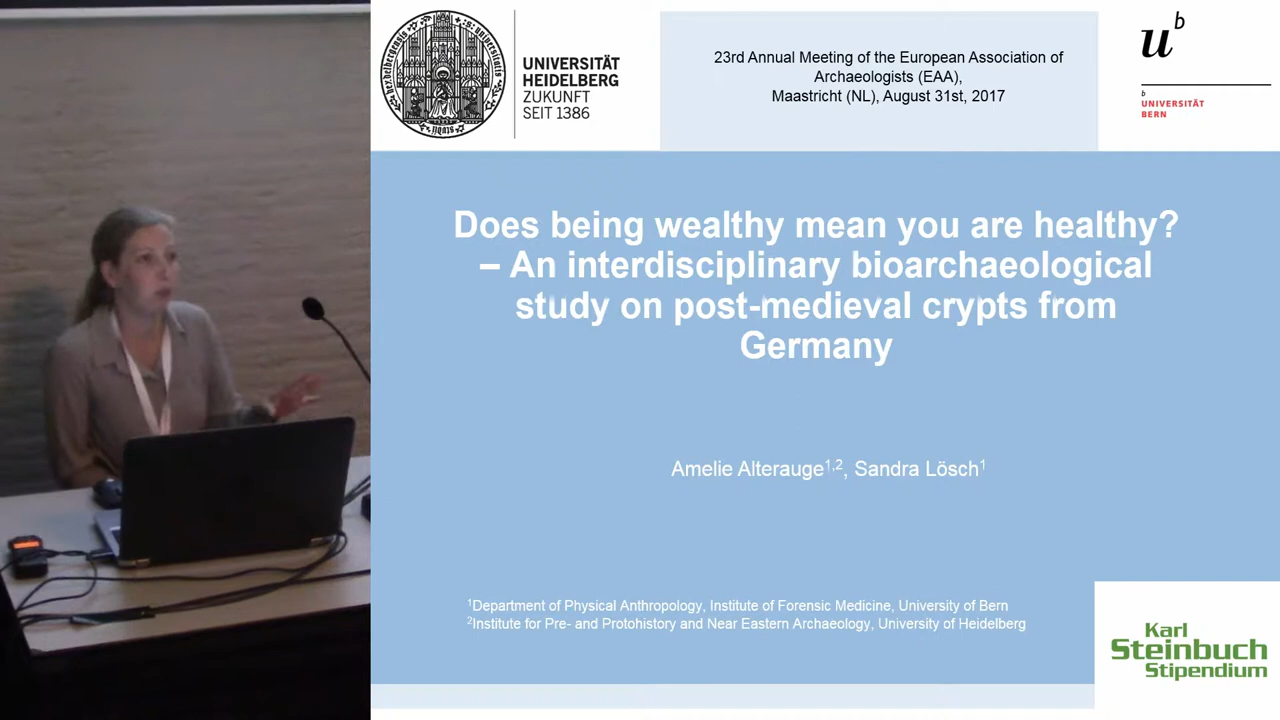 UNIVERSITÄT
HEIDELBERG
ZUKUNFT
SEIT 1386
23rd Annual Meeting of the European Association of
Archaeologists (EAA),
Maastricht (NL), August 31st, 2017
u^b
b
UNIVERSITÄT
BERN
Does being wealthy mean you are healthy?
– An interdisciplinary bioarchaeological
study on post-medieval crypts from
Germany
Amelie Alterauge1,2, Sandra Lösch1
1Department of Physical Anthropology, Institute of Forensic Medicine, University of Bern
2Institute for Pre- and Protohistory and Near Eastern Archaeology, University of Heidelberg
Karl
Steinbuch
Stipendium